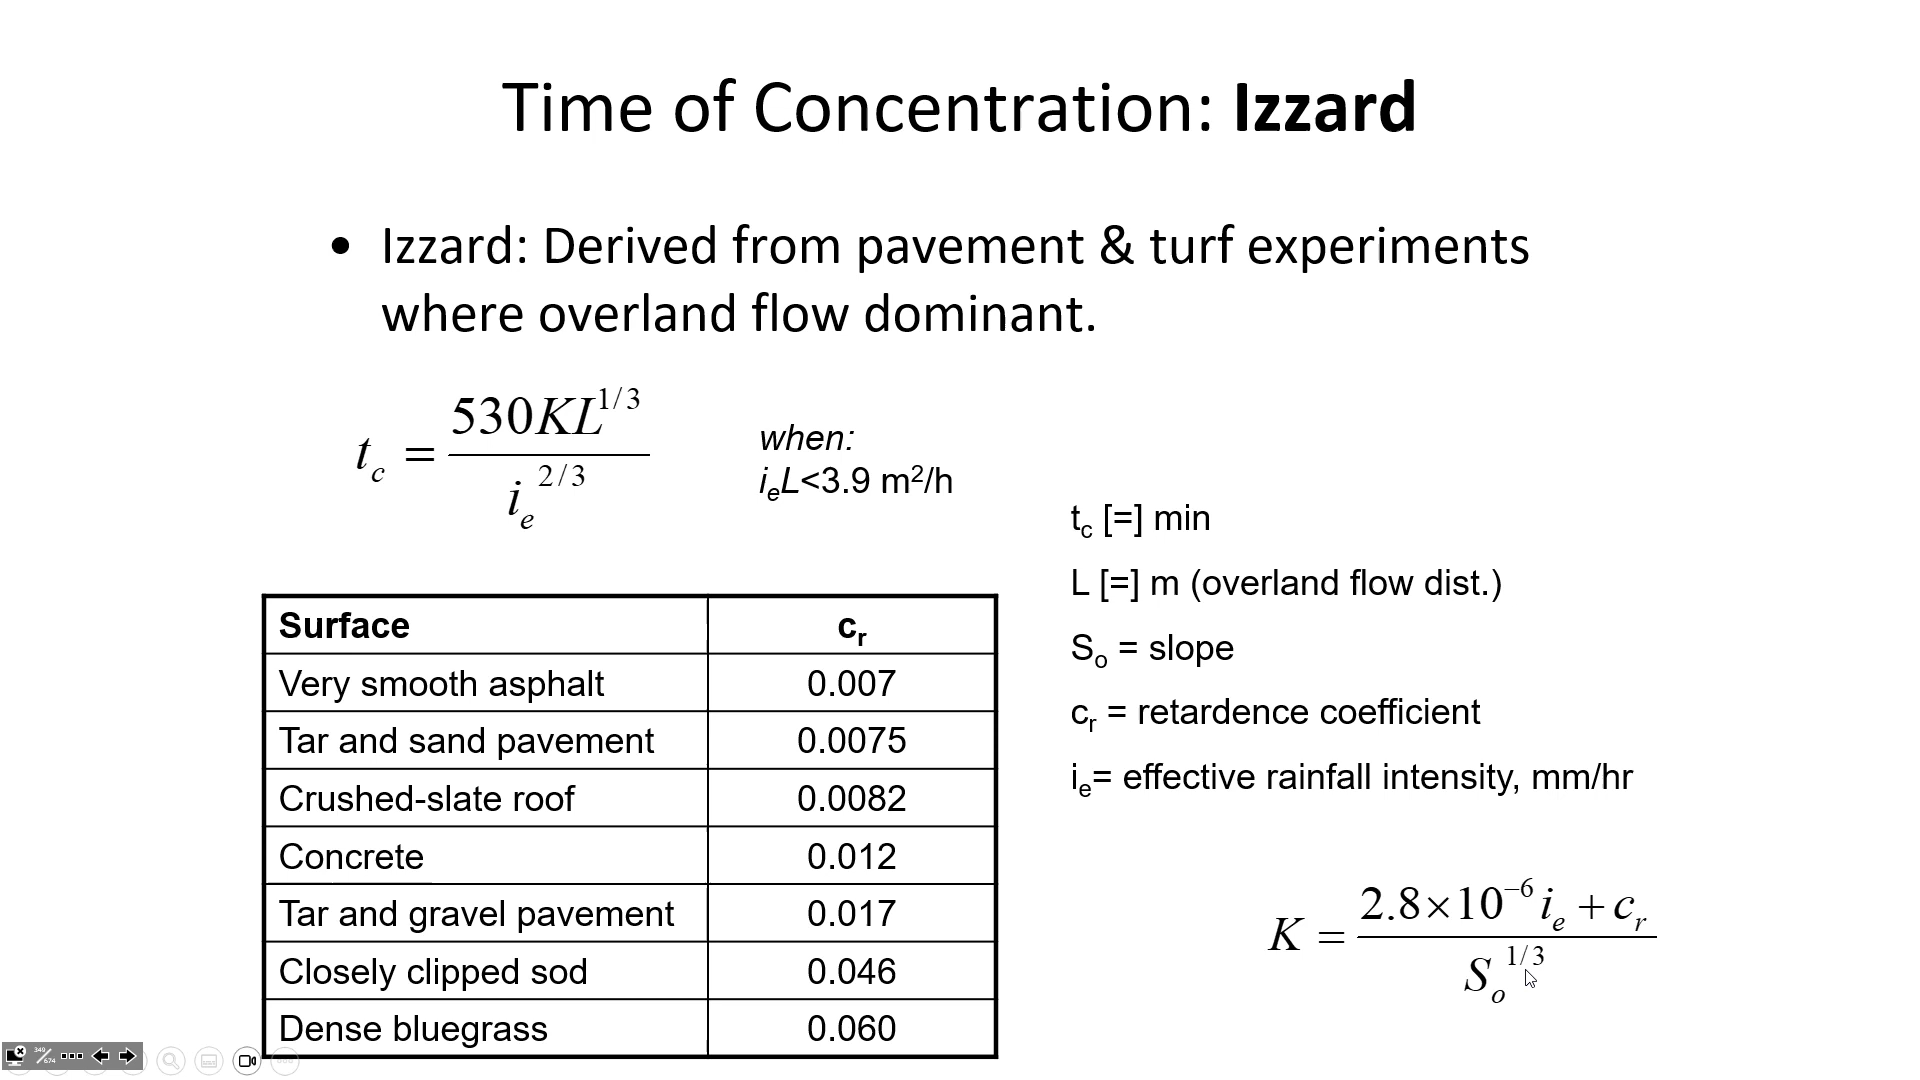 Time of Concentration: Izzard
• Izzard: Derived from pavement & turf experiments
where overland flow dominant.
t_c = 530KL^{1/3} / i_e^{2/3}
when:
i_eL<3.9 m²/h
t_c [=] min
L [=] m (overland flow dist.)
S_o = slope
c_r = retardence coefficient
i_e= effective rainfall intensity, mm/hr
K = (2.8×10^{-6} i_e + c_r) / S_o^{1/3}
Surface c_r
Very smooth asphalt 0.007
Tar and sand pavement 0.0075
Crushed-slate roof 0.0082
Concrete 0.012
Tar and gravel pavement 0.017
Closely clipped sod 0.046
Dense bluegrass 0.060
349/674